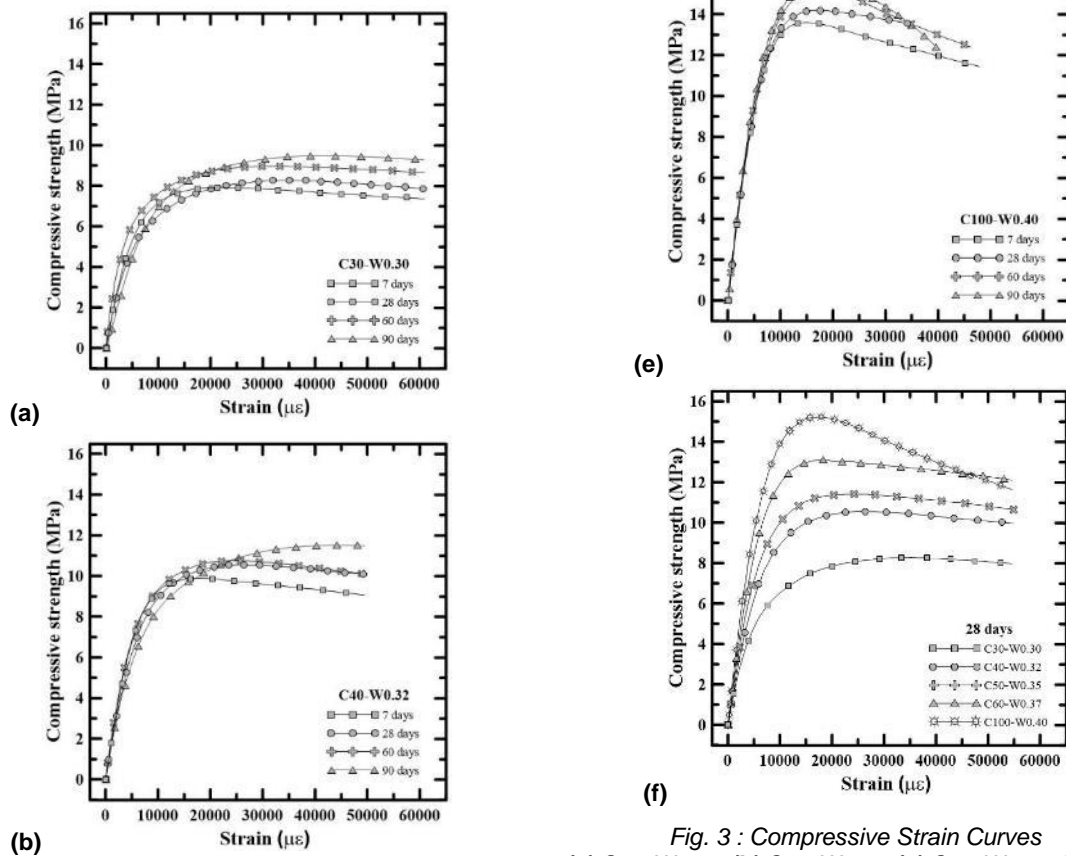 16
14
12
10
8
6
4
2
0
Compressive strength (MPa)
C30-W0.30
7 days
28 days
60 days
90 days
0 10000 20000 30000 40000 50000 60000
Strain (με)
(a)
16
14
12
10
8
6
4
2
0
Compressive strength (MPa)
C40-W0.32
7 days
28 days
60 days
90 days
0 10000 20000 30000 40000 50000 60000
Strain (με)
(b)
14
12
10
8
6
4
2
0
Compressive strength (MPa)
C100-W0.40
7 days
28 days
60 days
90 days
0 10000 20000 30000 40000 50000 60000
Strain (με)
(e)
16
14
12
10
8
6
4
2
0
Compressive strength (MPa)
28 days
C30-W0.30
C40-W0.32
C50-W0.35
C60-W0.37
C100-W0.40
0 10000 20000 30000 40000 50000 60000
Strain (με)
(f)
Fig. 3 : Compressive Strain Curves